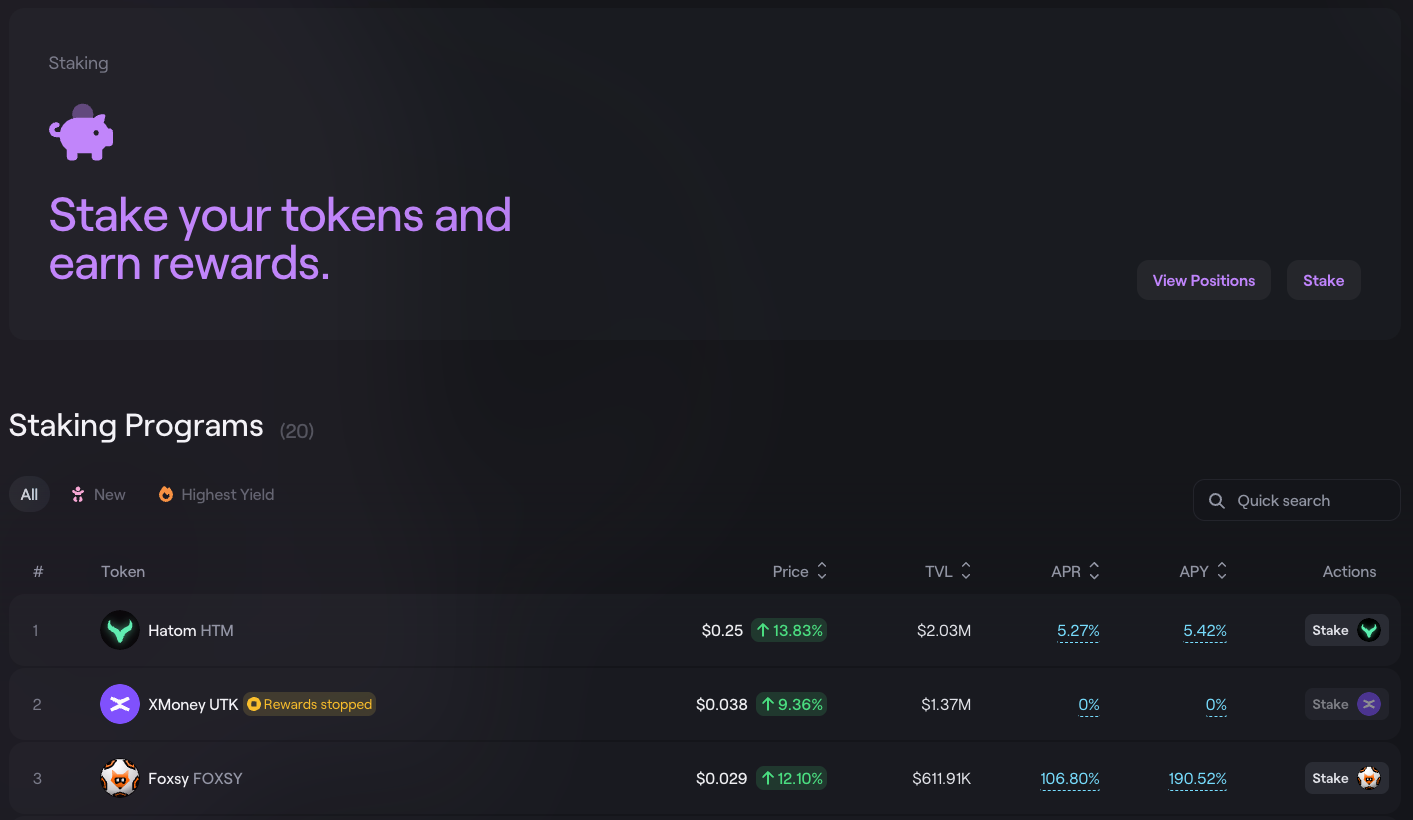 Staking
Stake your tokens and
earn rewards.
View Positions Stake
Staking Programs (20)
All New Highest Yield
Quick search
# Token Price TVL APR APY Actions
1 Hatom HTM $0.25 ↑ 13.83% $2.03M 5.27% 5.42% Stake
2 XMoney UTK Rewards stopped $0.038 ↑ 9.36% $1.37M 0% 0% Stake
3 Foxsy FOXSY $0.029 ↑ 12.10% $611.91K 106.80% 190.52% Stake